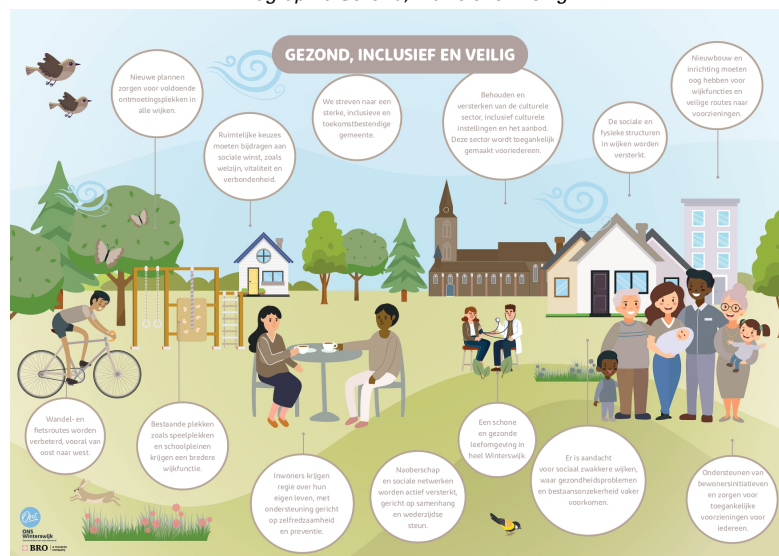 GEZOND, INCLUSIEF EN VEILIG
Nieuwe plannen
zorgen voor voldoende
ontmoetingsplekken in
alle wijken.
Ruimtelijke keuzes
moeten bijdragen aan
sociale winst, zoals
welzijn, vitaliteit en
verbondenheid.
We streven naar een
sterke, inclusieve en
toekomstbestendige
gemeente.
Behouden en
versterken van de culturele
sector, inclusief culturele
instellingen en het aanbod.
Deze sector wordt toegankelijk
gemaakt vooriedereen.
De sociale en
fysieke structuren
in wijken worden
versterkt.
Nieuwbouw en
inrichting moeten
oog hebben voor
wijkfuncties en
veilige routes naar
voorzieningen.
Wandel- en
fietsroutes worden
verbeterd, vooral van
oost naar west.
Bestaande plekken
zoals speelplekken
en schoolpleinen
krijgen een bredere
wijkfunctie.
Inwoners krijgen
regie over hun
eigen leven, met
ondersteuning gericht
op zelfredzaamheid
en preventie.
Naoberschap
en sociale netwerken
worden actief versterkt,
gericht op samenhang
en wederzijdse
steun.
Een schone
en gezonde
leefomgeving in
heel Winterswijk.
Er is aandacht
voor sociaal zwakkere wijken,
waar gezondheidsproblemen
en bestaansonzekerheid vaker
voorkomen.
Ondersteunen van
bewonersinitiatieven
en zorgen voor
toegankelijke
voorzieningen voor
iedereen.
Ons
ONS
Winterswijk
BRO